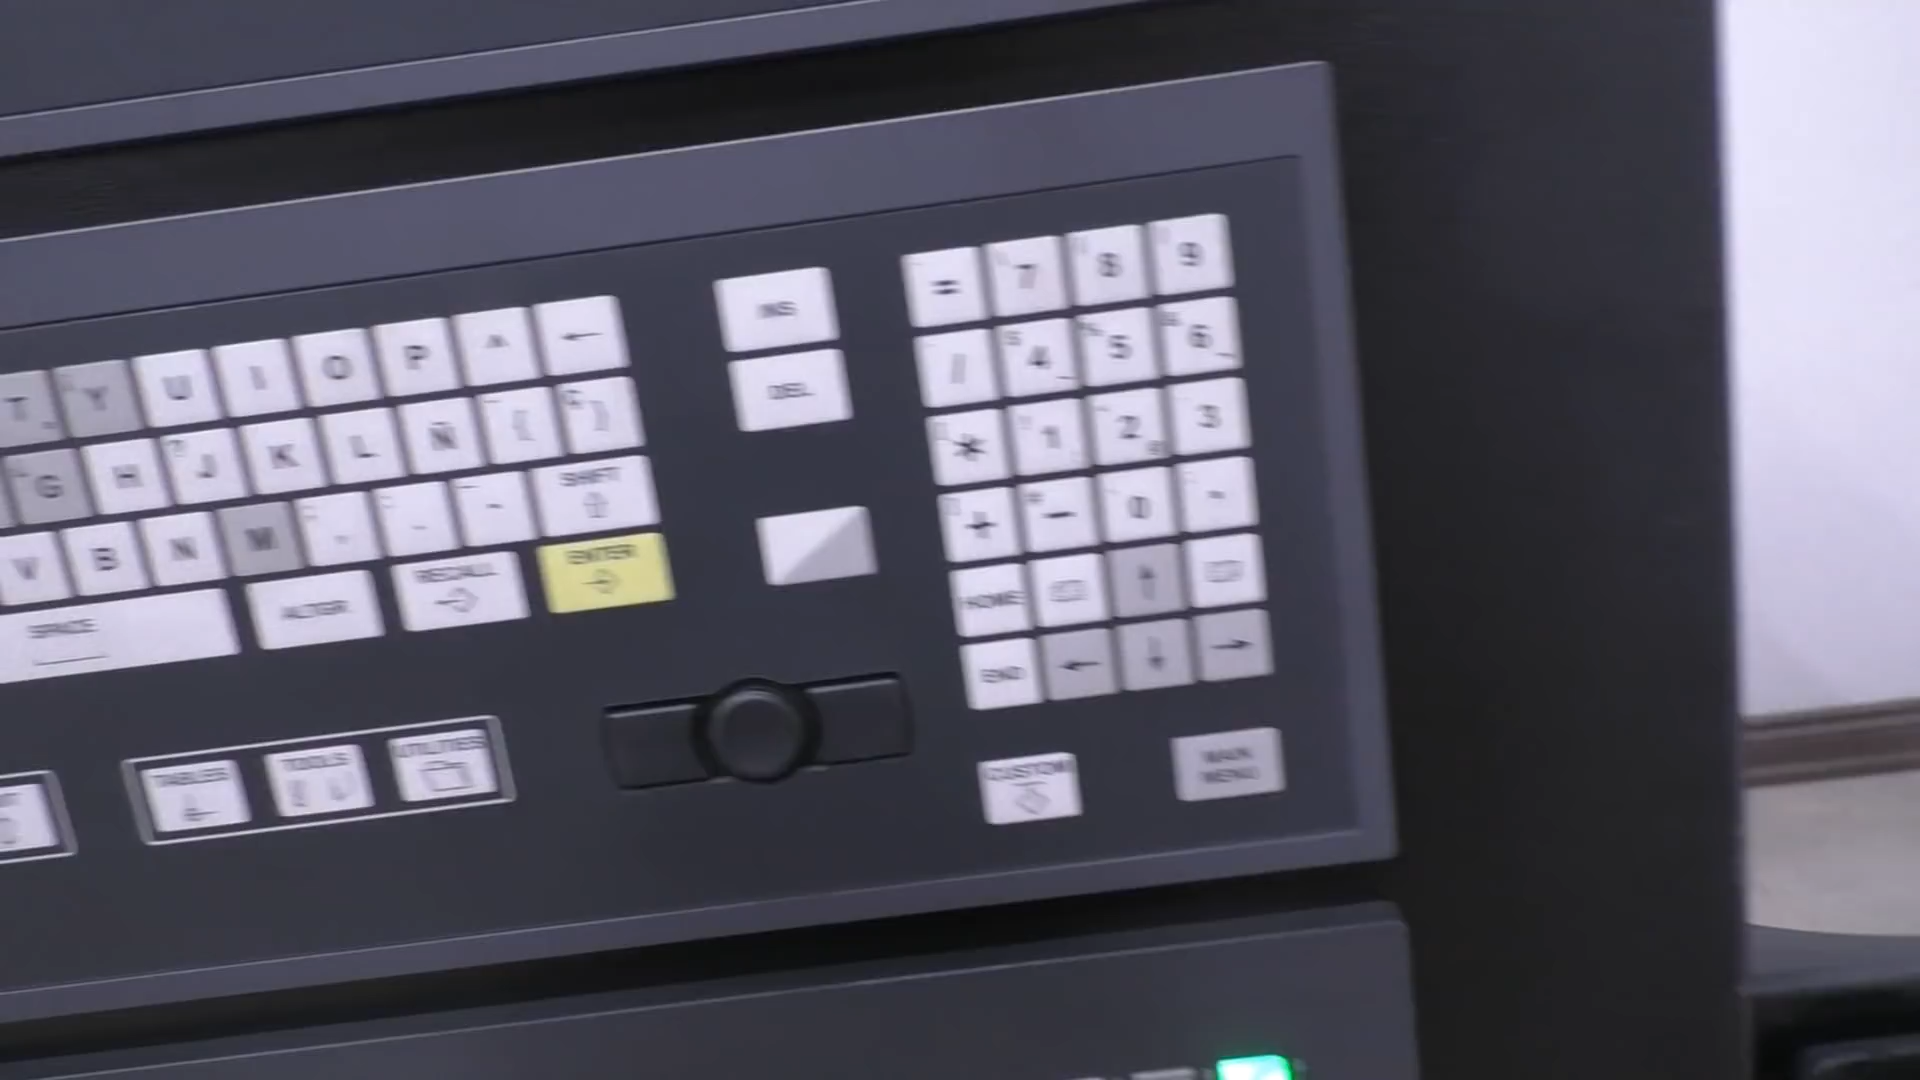 T Y U I O P ^ ←
G H J K L Ñ { }
V B N M , . -
SHIFT
SPACE
ALTER
RECALL
ENTER
INS
DEL
= 7 8 9
/ 4 5 6
* 1 2 3
+ - 0
HOME ↑
END ← ↓ →
TABLES
TOOLS
UTILITIES
CUSTOM
MAIN
MENU